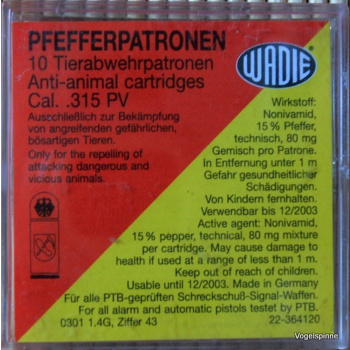 PFEFFERPATRONEN
10 Tierabwehrpatronen
Anti-animal cartridges
Cal. .315 PV
WADIE
Ausschließlich zur Bekämpfung
von angreifenden gefährlichen,
bösartigen Tieren.
Only for the repelling of
attacking dangerous and
vicious animals.
Wirkstoff:
Nonivamid,
15 % Pfeffer,
technisch, 80 mg
Gemisch pro Patrone.
In Entfernung unter 1 m
Gefahr gesundheitlicher
Schädigungen.
Von Kindern fernhalten.
Verwendbar bis 12/2003
Active agent: Nonivamid,
15 % pepper, technical, 80 mg mixture
per cartridge. May cause damage to
health if used at a range of less than 1 m.
Keep out of reach of children.
Usable until 12/2003. Made in Germany
Für alle PTB-geprüften Schreckschuß-Signal-Waffen.
For all alarm and automatic pistols tested by PTB.
0301 1.4G, Ziffer 43
22-364120
Vogelspinne